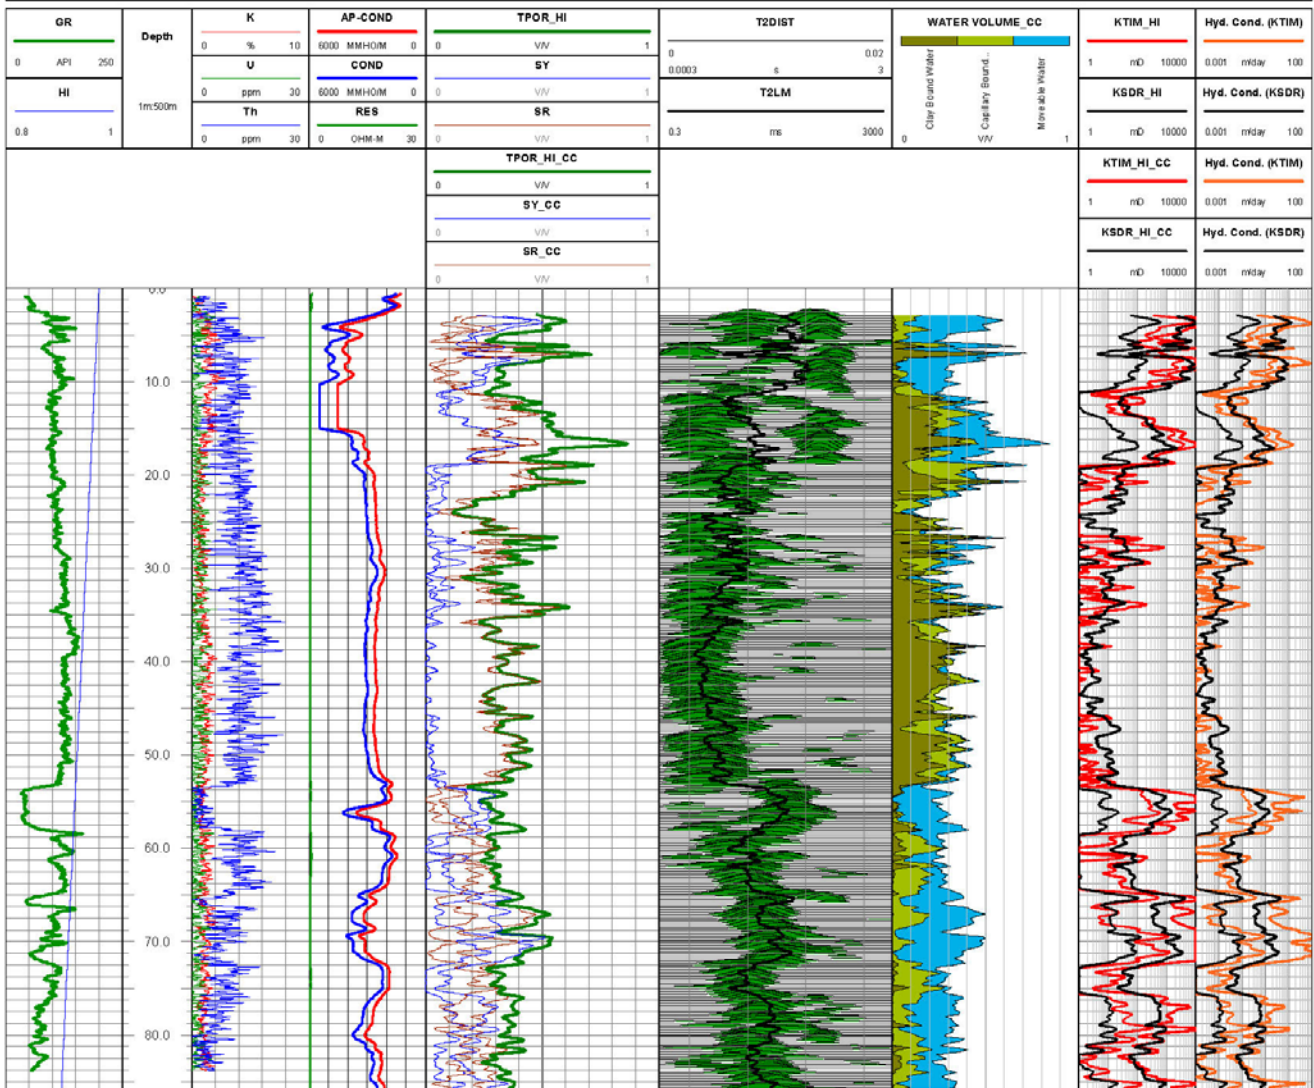 GR
0 API 250
HI
0.8 1
Depth
1m:500m
K
0 % 10
U
0 ppm 30
Th
0 ppm 30
AP-COND
6000 MMHO/M 0
COND
6000 MMHO/M 0
RES
0 OHM-M 30
TPOR_HI
0 V/V 1
SY
0 V/V 1
SR
0 V/V 1
TPOR_HI_CC
0 V/V 1
SY_CC
0 V/V 1
SR_CC
0 V/V 1
T2DIST
0 0.02
0.0003 s 3
T2LM
0.3 ms 3000
WATER VOLUME_CC
Clay Bound Water
Capillary Bound...
Moveable Water
0 V/V 1
KTIM_HI
1 mD 10000
KSDR_HI
1 mD 10000
KTIM_HI_CC
1 mD 10000
KSDR_HI_CC
1 mD 10000
Hyd. Cond. (KTIM)
0.001 m/day 100
Hyd. Cond. (KSDR)
0.001 m/day 100
Hyd. Cond. (KTIM)
0.001 m/day 100
Hyd. Cond. (KSDR)
0.001 m/day 100
0.0
10.0
20.0
30.0
40.0
50.0
60.0
70.0
80.0